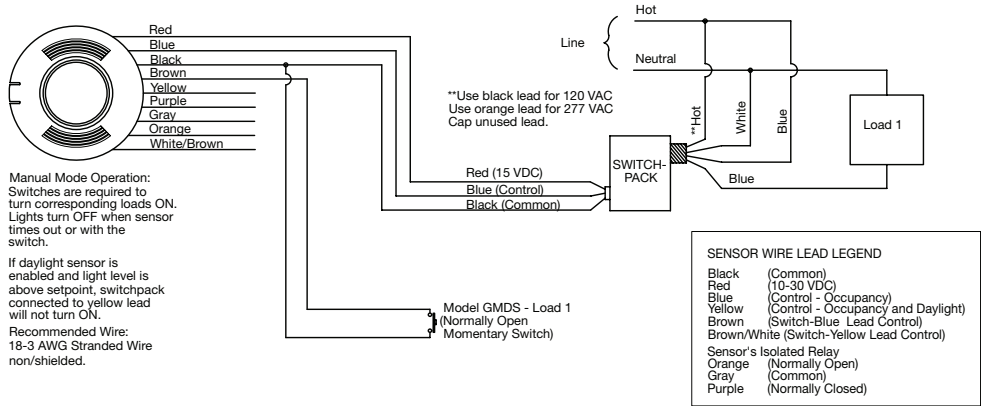 Red
Blue
Black
Brown
Yellow
Purple
Gray
Orange
White/Brown
Manual Mode Operation:
Switches are required to
turn corresponding loads ON.
Lights turn OFF when sensor
times out or with the
switch.
If daylight sensor is
enabled and light level is
above setpoint, switchpack
connected to yellow lead
will not turn ON.
Recommended Wire:
18-3 AWG Stranded Wire
non/shielded.
Hot
Line
Neutral
**Use black lead for 120 VAC
Use orange lead for 277 VAC
Cap unused lead.
**Hot
White
Blue
Load 1
SWITCH-
PACK
Blue
Red (15 VDC)
Blue (Control)
Black (Common)
Model GMDS - Load 1
(Normally Open
Momentary Switch)
SENSOR WIRE LEAD LEGEND
Black (Common)
Red (10-30 VDC)
Blue (Control - Occupancy)
Yellow (Control - Occupancy and Daylight)
Brown (Switch-Blue Lead Control)
Brown/White (Switch-Yellow Lead Control)
Sensor's Isolated Relay
Orange (Normally Open)
Gray (Common)
Purple (Normally Closed)